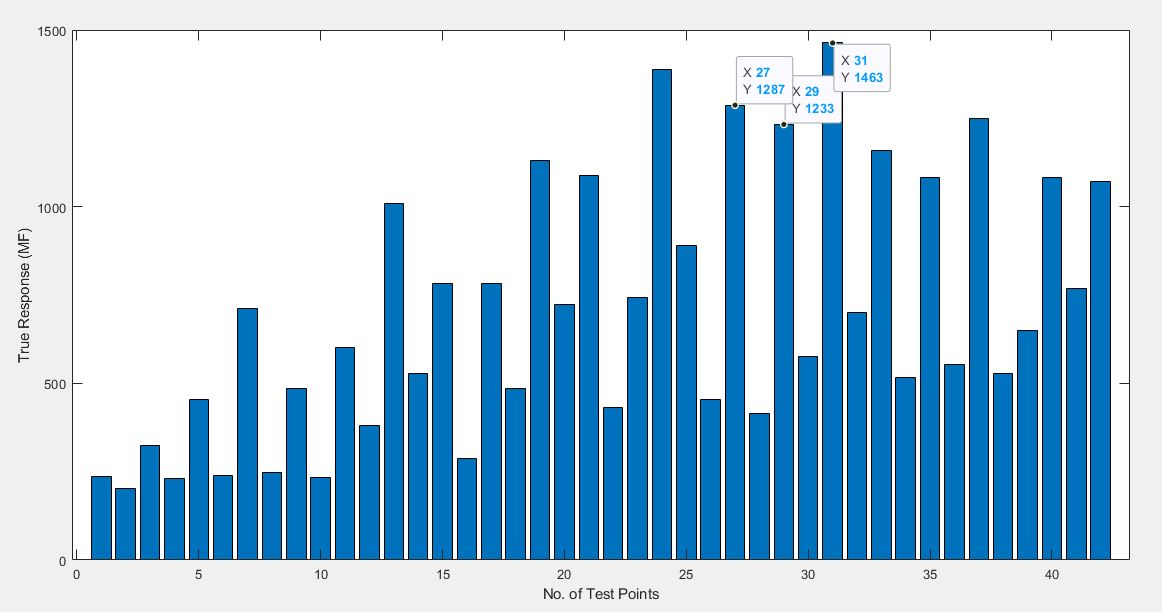 1500
1000
500
0
True Response (MF)
X 27
Y 1287
X 29
Y 1233
X 31
Y 1463
0 5 10 15 20 25 30 35 40
No. of Test Points